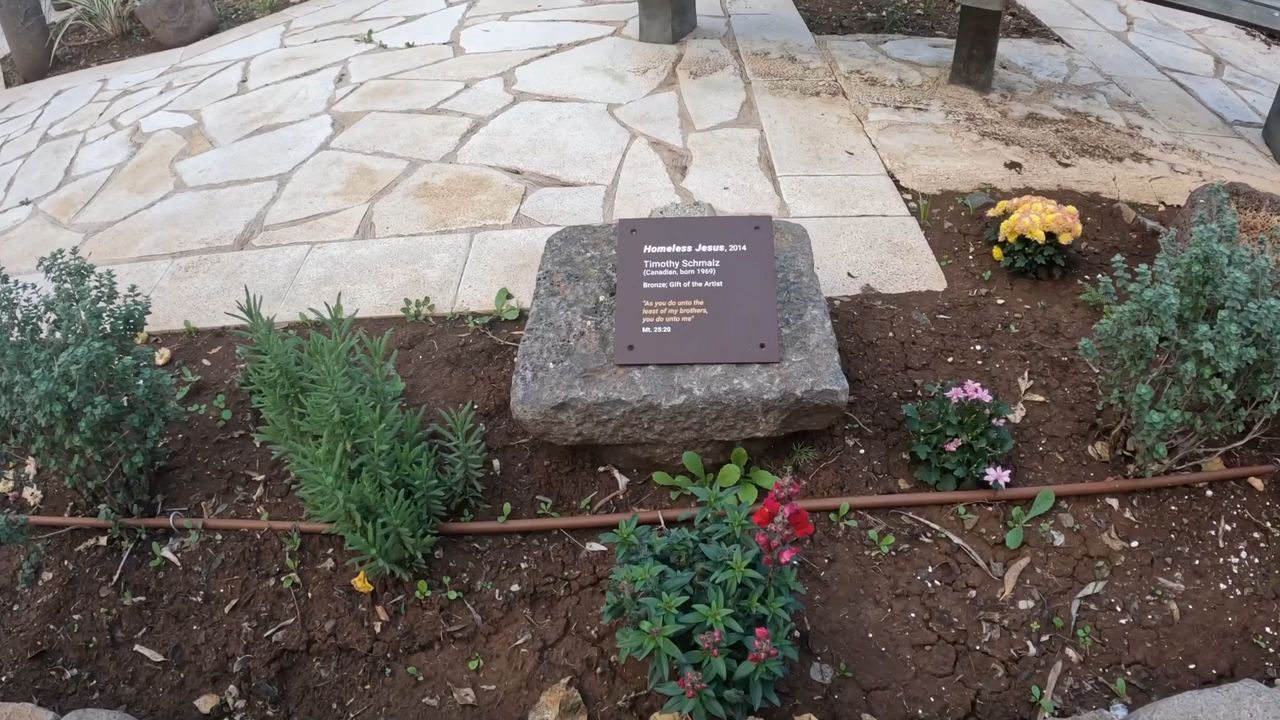 Homeless Jesus, 2014
Timothy Schmalz
(Canadian, born 1969)
Bronze; Gift of the Artist
"As you do unto the
least of my brothers,
you do unto me"
Mt. 25:20